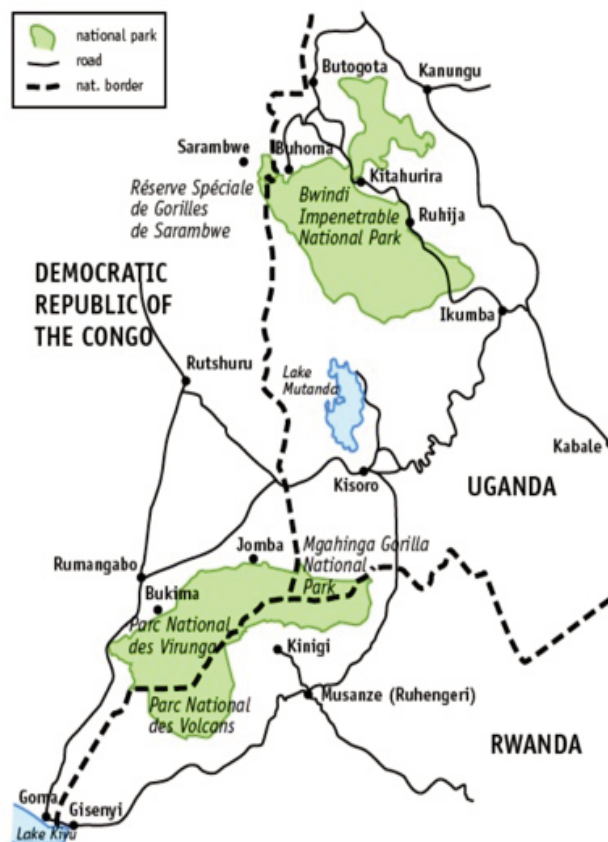 national park
road
nat. border
Butogota
Kanungu
Sarambwe
Buhoma
Kitahurira
Réserve Spéciale
de Gorilles
de Sarambwe
Bwindi
Impenetrable
National Park
Ruhija
DEMOCRATIC
REPUBLIC OF
THE CONGO
Ikumba
Rutshuru
Lake
Mutanda
Kabale
Kisoro
UGANDA
Jomba
Mgahinga Gorilla
National
Park
Rumangabo
Bukima
Parc National
des Virunga
Kinigi
Parc National
des Volcans
Musanze (Ruhengeri)
RWANDA
Goma
Gisenyi
Lake Kivu